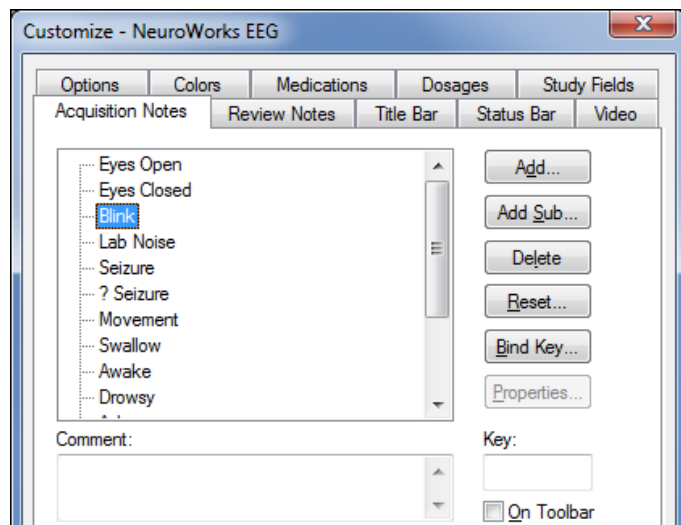 Customize - NeuroWorks EEG
Options Colors Medications Dosages Study Fields
Acquisition Notes Review Notes Title Bar Status Bar Video
Eyes Open
Eyes Closed
Blink
Lab Noise
Seizure
? Seizure
Movement
Swallow
Awake
Drowsy
Add...
Add Sub...
Delete
Reset...
Bind Key...
Properties...
Comment:
Key:
On Toolbar